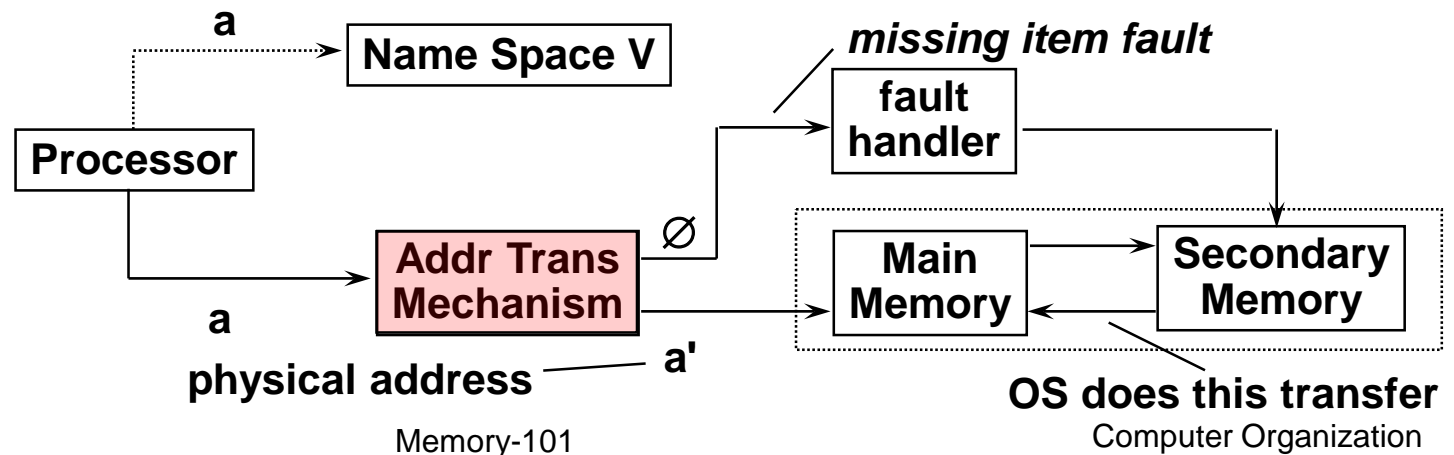 a
Name Space V
missing item fault
fault
handler
Processor
∅
Addr Trans
Mechanism
Main
Memory
Secondary
Memory
a
a'
physical address
OS does this transfer
Memory-101
Computer Organization